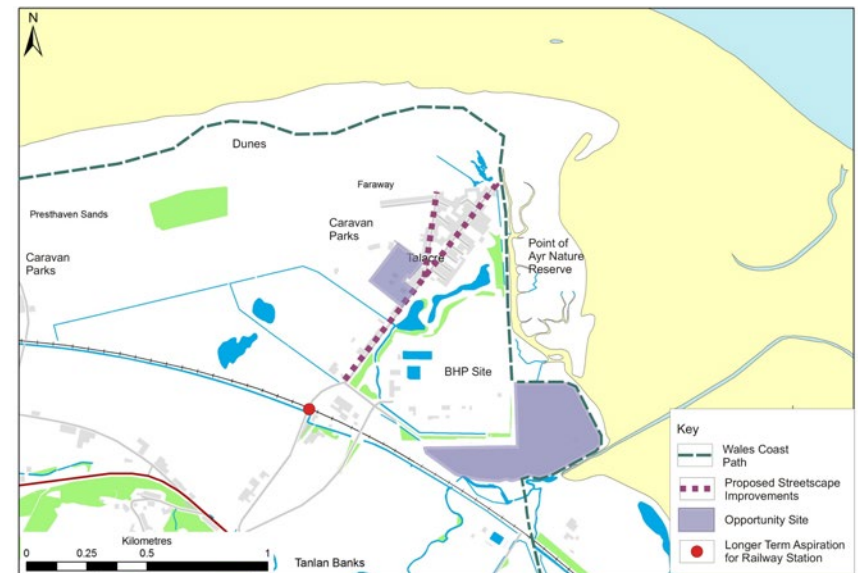 N
Dunes
Faraway
Presthaven Sands
Caravan
Parks
Caravan
Parks
Talacre
Point of
Ayr Nature
Reserve
BHP Site
Key
Wales Coast
Path
Proposed Streetscape
Improvements
Opportunity Site
Longer Term Aspiration
for Railway Station
Kilometres
0 0.25 0.5 1
Tanlan Banks